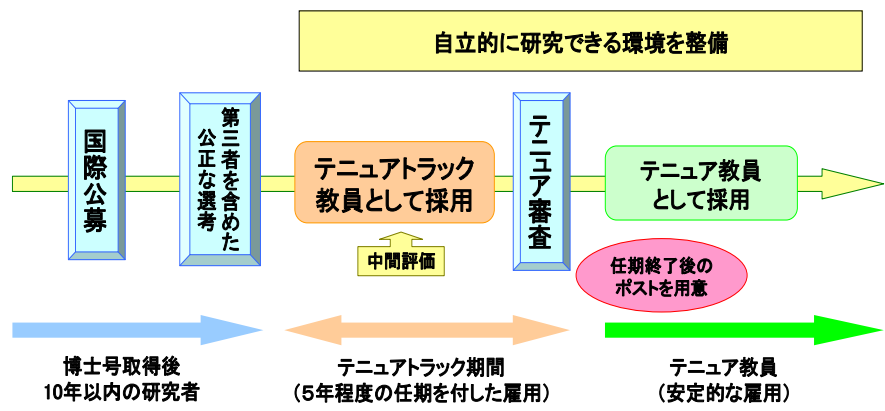 自立的に研究できる環境を整備
国際公募
第三者を含めた
公正な選考
テニュアトラック
教員として採用
中間評価
テニュア審査
テニュア教員
として採用
任期終了後の
ポストを用意
博士号取得後
10年以内の研究者
テニュアトラック期間
（５年程度の任期を付した雇用）
テニュア教員
（安定的な雇用）